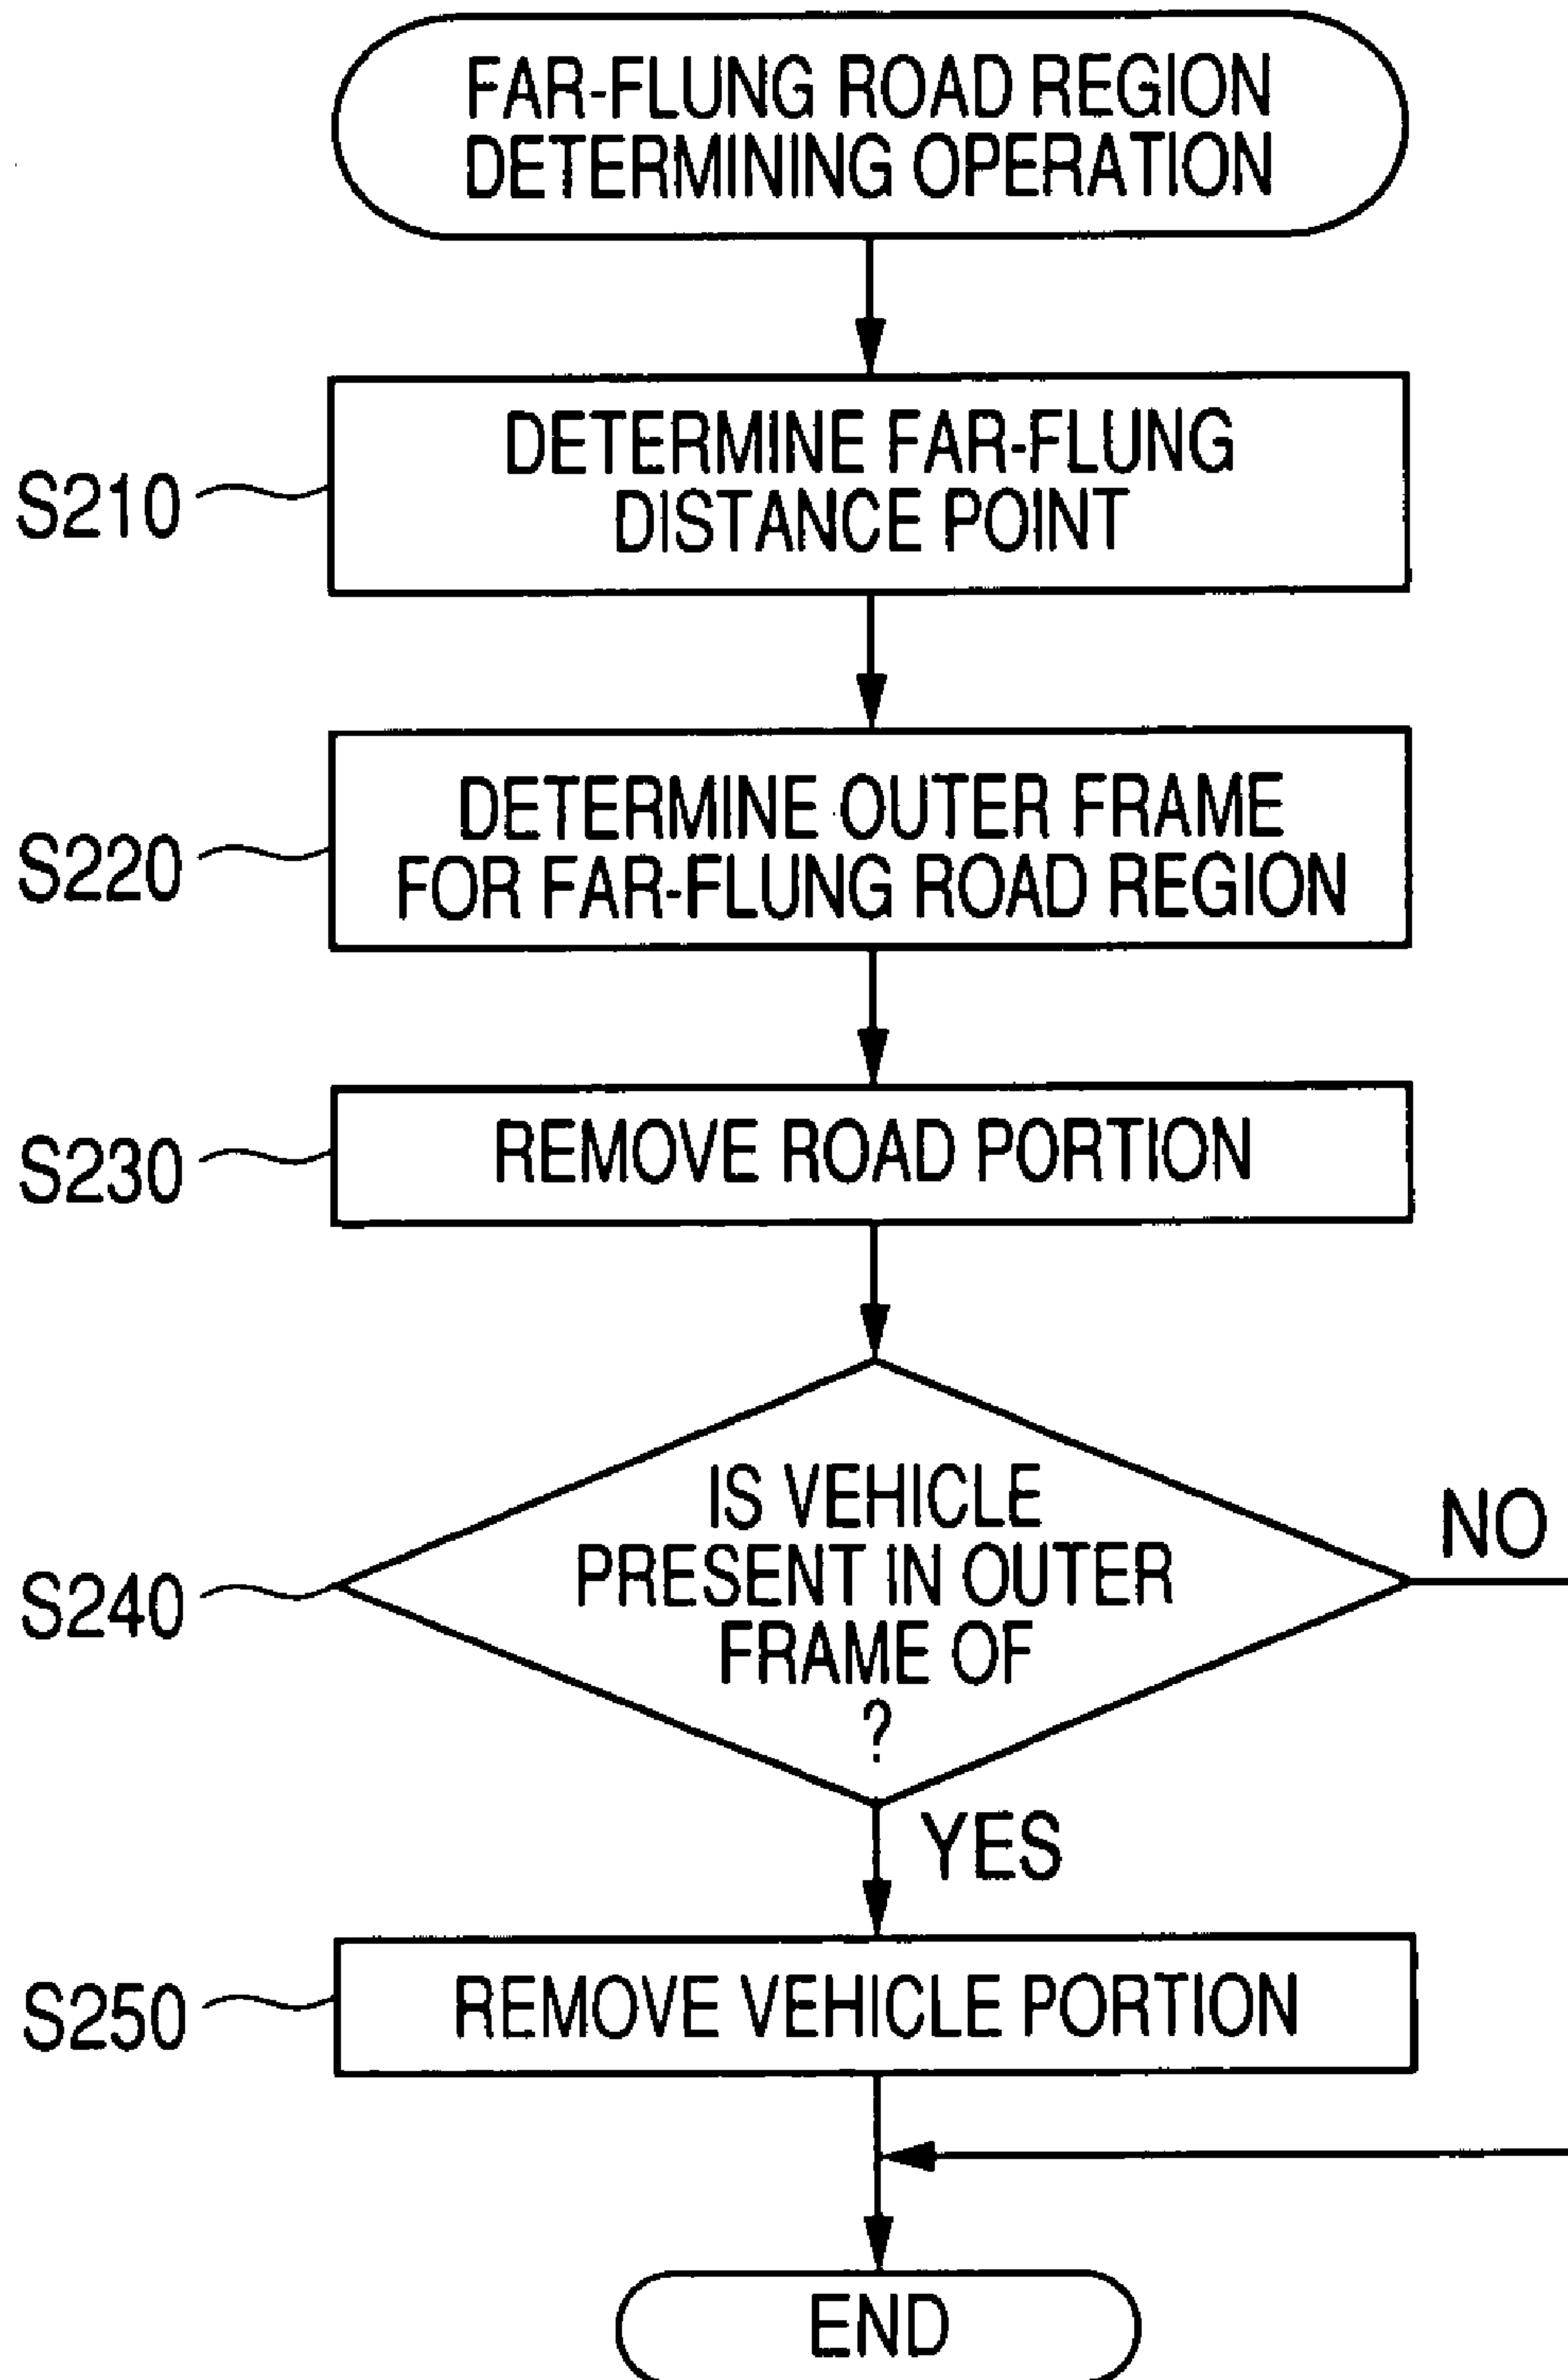 FAR-FLUNG ROAD REGION
DETERMINING OPERATION
S210
DETERMINE FAR-FLUNG
DISTANCE POINT
S220
DETERMINE OUTER FRAME
FOR FAR-FLUNG ROAD REGION
S230
REMOVE ROAD PORTION
S240
IS VEHICLE
PRESENT IN OUTER
FRAME OF
?
NO
YES
S250
REMOVE VEHICLE PORTION
END